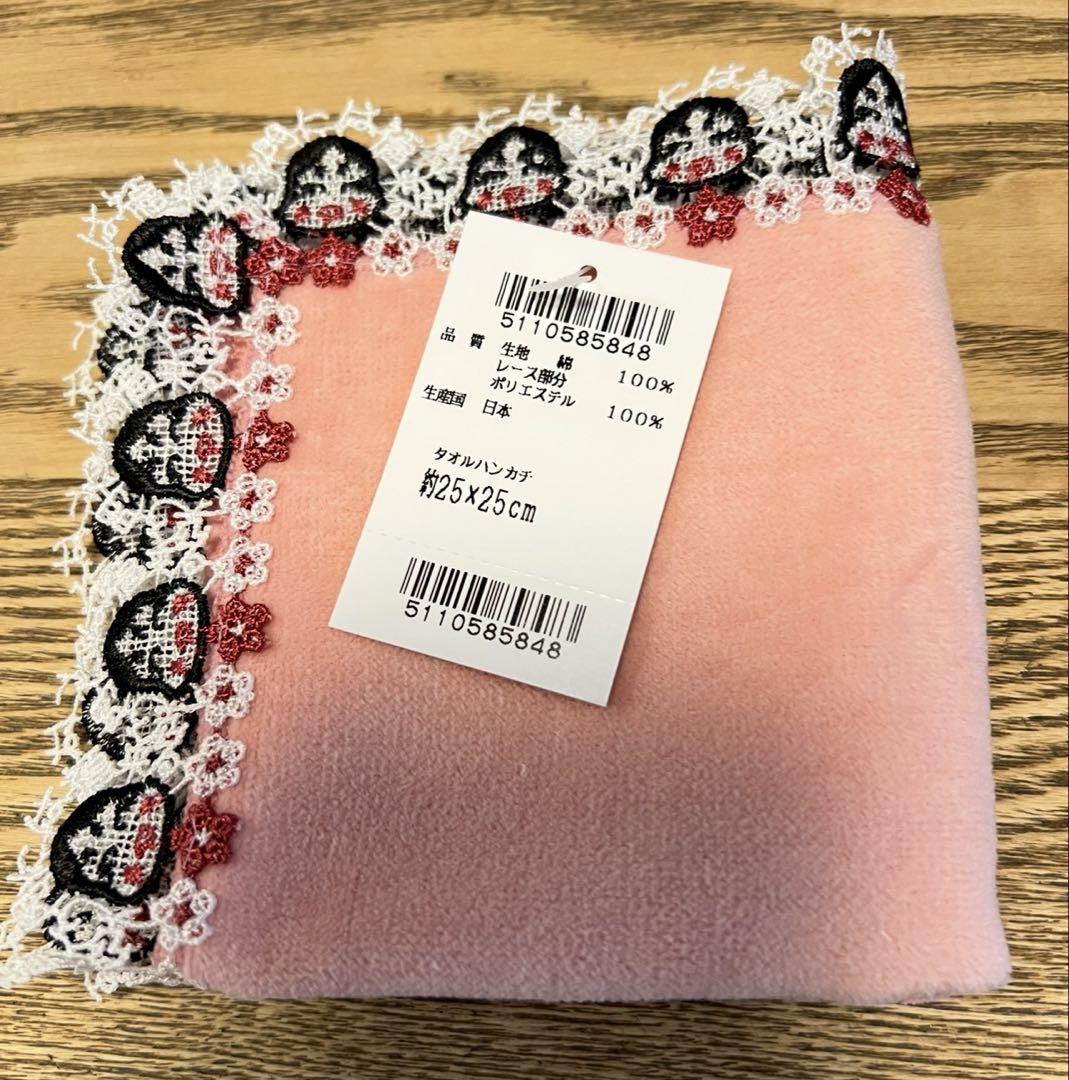 5110585848
品 質 生地 綿 100%
レース部分
ポリエステル 100%
生産国 日本
タオルハンカチ
約25×25cm
5110585848